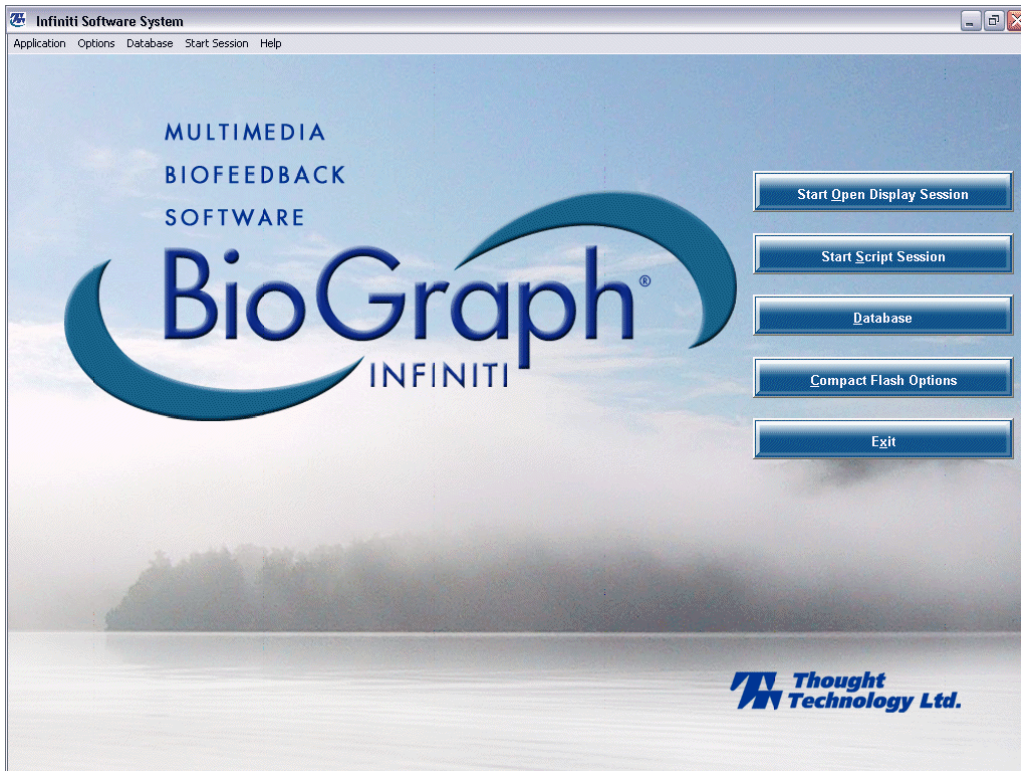 Infiniti Software System
Application Options Database Start Session Help
MULTIMEDIA
BIOFEEDBACK
SOFTWARE
BioGraph®
INFINITI
Start Open Display Session
Start Script Session
Database
Compact Flash Options
Exit
Thought
Technology Ltd.